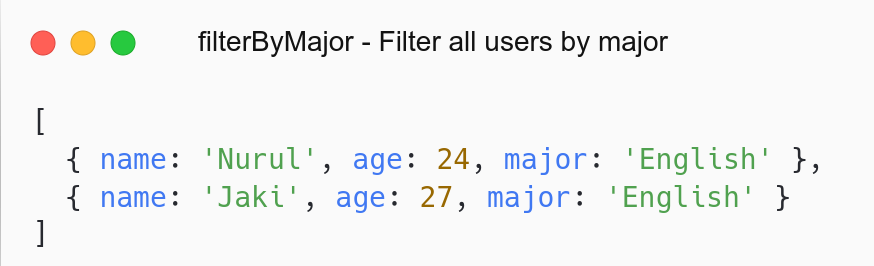 filterByMajor - Filter all users by major
[
  { name: 'Nurul', age: 24, major: 'English' },
  { name: 'Jaki', age: 27, major: 'English' }
]